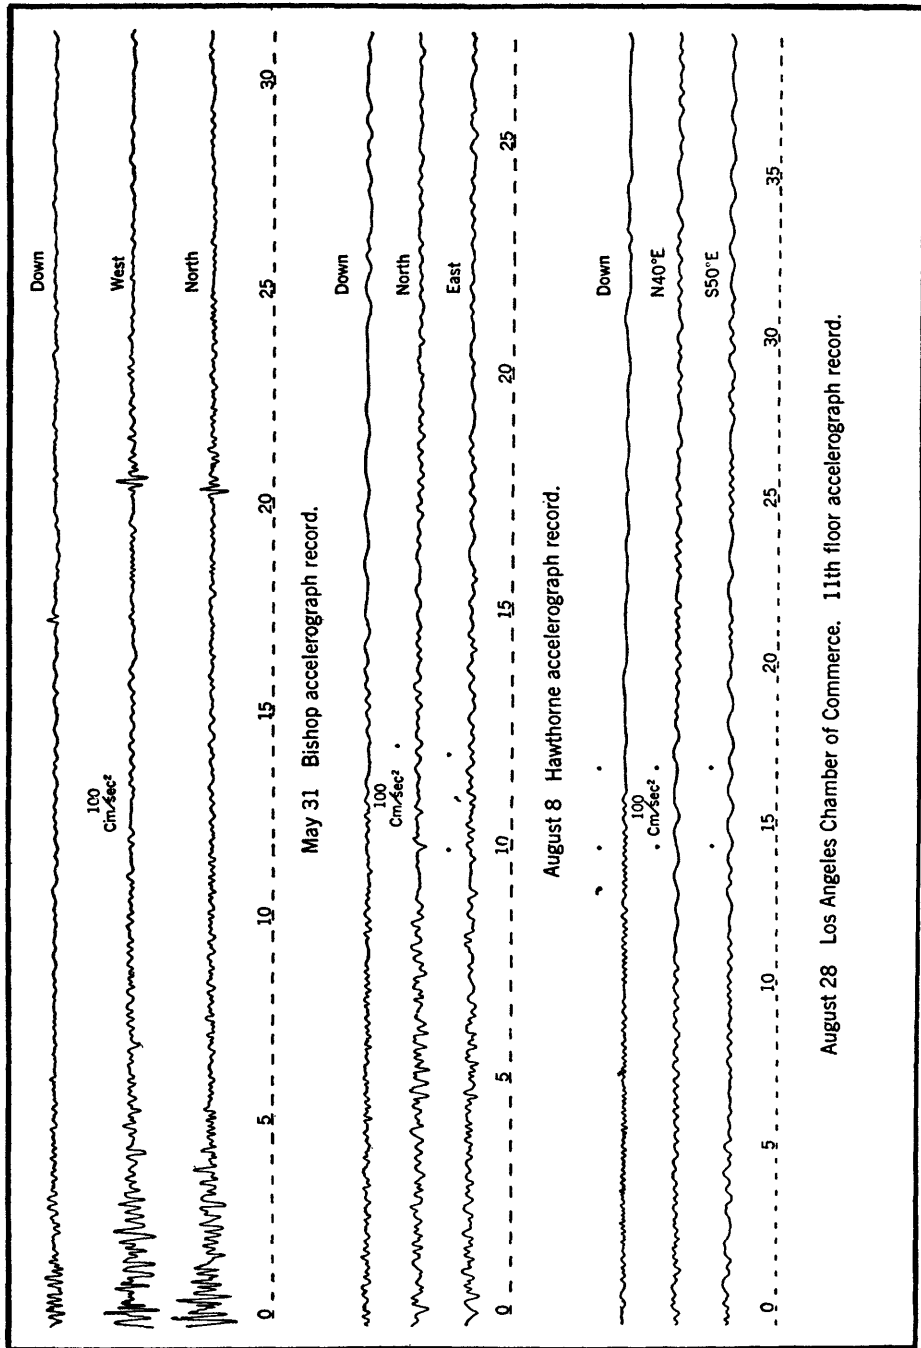 Down
West
North
100
Cm/sec²
0 5 10 15 20 25 30
May 31 Bishop accelerograph record.
Down
North
East
100
Cm/sec²
0 5 10 15 20 25
August 8 Hawthorne accelerograph record.
Down
N40°E
S50°E
100
Cm/sec²
0 5 10 15 20 25 30 35
August 28 Los Angeles Chamber of Commerce. 11th floor accelerograph record.